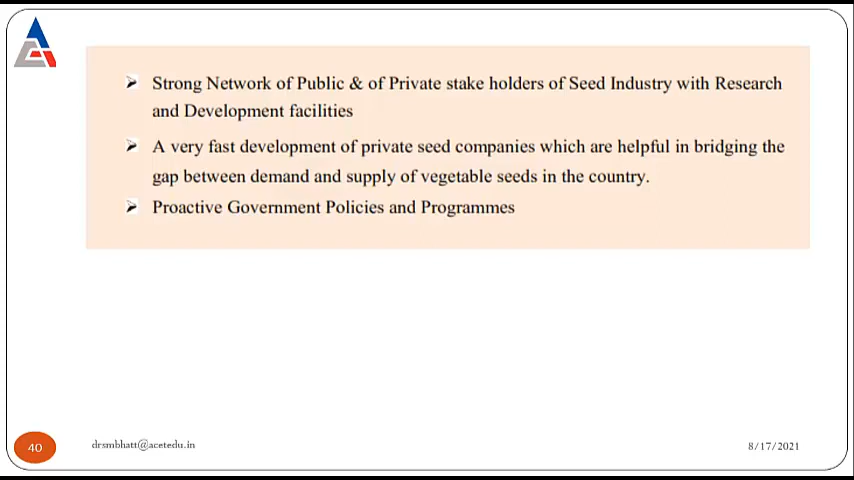 Strong Network of Public & of Private stake holders of Seed Industry with Research
and Development facilities
A very fast development of private seed companies which are helpful in bridging the
gap between demand and supply of vegetable seeds in the country.
Proactive Government Policies and Programmes
40
drsmbhatt@acetedu.in
8/17/2021